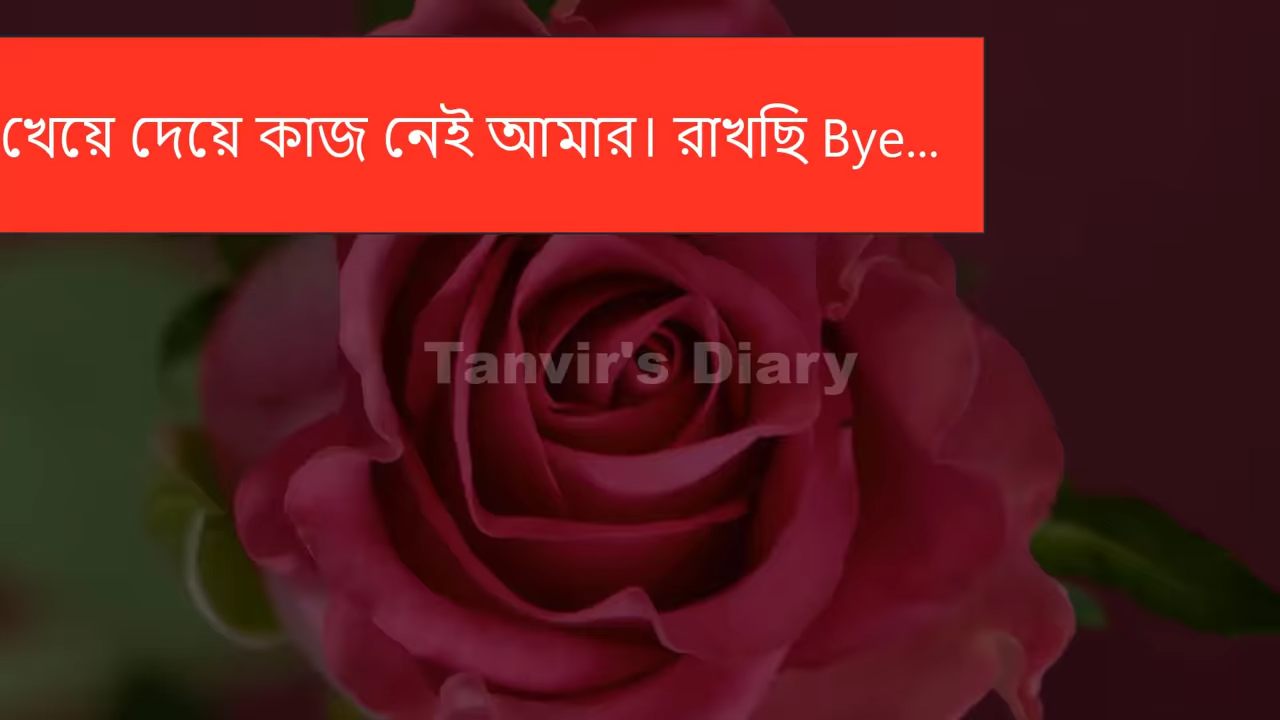 খেয়ে দেয়ে কাজ নেই আমার। রাখছি Bye...
Tanvir's Diary